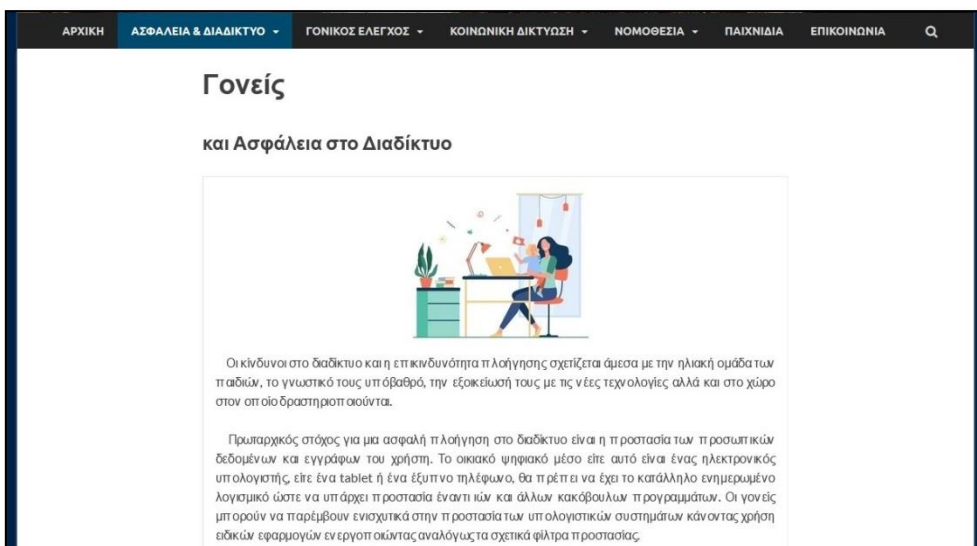 ΑΡΧΙΚΗ ΑΣΦΑΛΕΙΑ & ΔΙΑΔΙΚΤΥΟ ΓΟΝΙΚΟΣ ΕΛΕΓΧΟΣ ΚΟΙΝΩΝΙΚΗ ΔΙΚΤΥΩΣΗ ΝΟΜΟΘΕΣΙΑ ΠΑΙΧΝΙΔΙΑ ΕΠΙΚΟΙΝΩΝΙΑ
Γονείς
και Ασφάλεια στο Διαδίκτυο
Οι κίνδυνοι στο διαδίκτυο και η επικινδυνότητα πλοήγησης σχετίζεται άμεσα με την ηλιακή ομάδα των
παιδιών, το γνωστικό τους υπόβαθρό, την εξοικείωσή τους με τις νέες τεχνολογίες αλλά και στο χώρο
στον οποίο δραστηριοποιούνται.
Πρωταρχικός στόχος για μια ασφαλή πλοήγηση στο διαδίκτυο είναι η προστασία των προσωπικών
δεδομένων και εγγράφων του χρήστη. Το οικιακό ψηφιακό μέσο είτε αυτό είναι ένας ηλεκτρονικός
υπολογιστής, είτε ένα tablet ή ένα έξυπνο τηλέφωνο, θα πρέπει να έχει το κατάλληλο ενημερωμένο
λογισμικό ώστε να υπάρχει προστασία έναντι ιών και άλλων κακόβουλων προγραμμάτων. Οι γονείς
μπορούν να παρέμβουν ενισχυτικά στην προστασία των υπολογιστικών συστημάτων κάνοντας χρήση
ειδικών εφαρμογών ενεργοποιώντας αναλόγως τα σχετικά φίλτρα προστασίας.